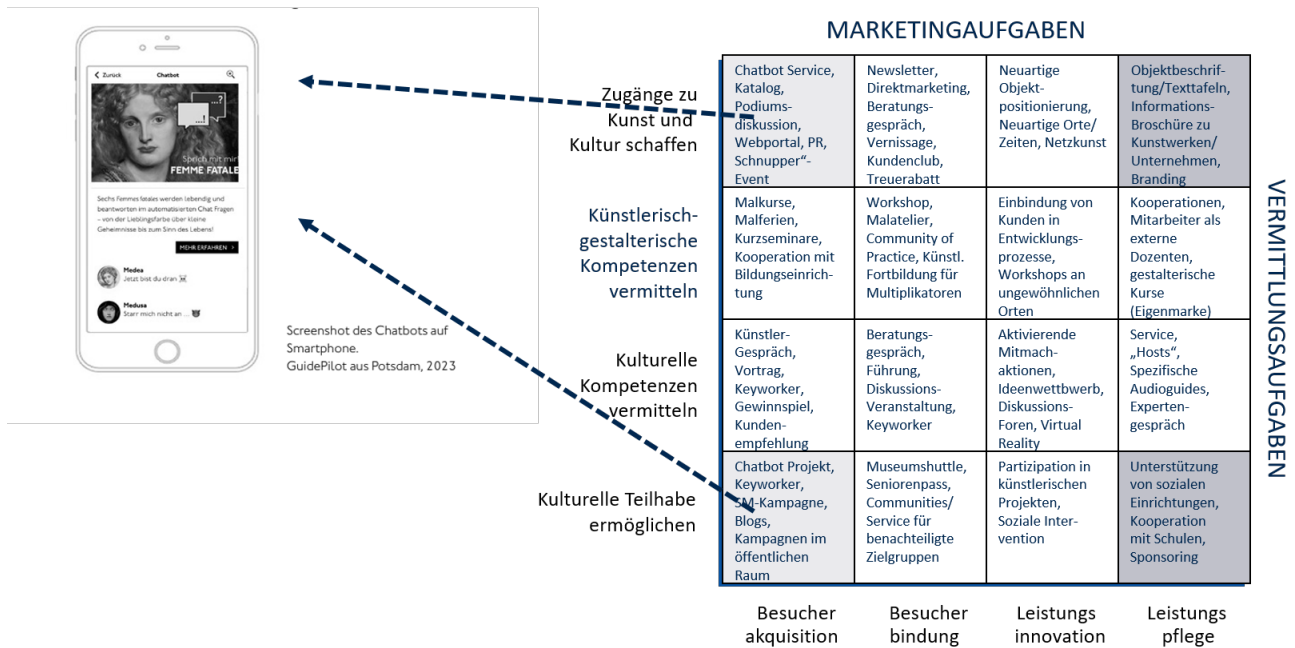 Zurück
Chatbot
...?
...!
Sprich mit mir!
FEMME FATALE
Sechs Femmes fatales werden lebendig und
beantworten im automatisierten Chat Fragen
– von der Lieblingsfarbe über kleine
Geheimnisse bis zum Sinn des Lebens!
MEHR ERFAHREN >
Medea
Jetzt bist du dran
Medusa
Starr mich nicht an ...
Screenshot des Chatbots auf
Smartphone.
GuidePilot aus Potsdam, 2023
MARKETINGAUFGABEN
Zugänge zu
Kunst und
Kultur schaffen
Chatbot Service,
Katalog,
Podiums-
diskussion,
Webportal, PR,
Schnupper“-
Event
Newsletter,
Direktmarketing,
Beratungs-
gespräch,
Vernissage,
Kundenclub,
Treuerabatt
Neuartige
Objekt-
positionierung,
Neuartige Orte/
Zeiten, Netzkunst
Objektbeschrif-
tung/Texttafeln,
Informations-
Broschüre zu
Kunstwerken/
Unternehmen,
Branding
Künstlerisch-
gestalterische
Kompetenzen
vermitteln
Malkurse,
Malferien,
Kurzseminare,
Kooperation mit
Bildungseinrich-
tung
Workshop,
Malatelier,
Community of
Practice, Künstl.
Fortbildung für
Multiplikatoren
Einbindung von
Kunden in
Entwicklungs-
prozesse,
Workshops an
ungewöhnlichen
Orten
Kooperationen,
Mitarbeiter als
externe
Dozenten,
gestalterische
Kurse
(Eigenmarke)
Kulturelle
Kompetenzen
vermitteln
Künstler-
Gespräch,
Vortrag,
Keyworker,
Gewinnspiel,
Kunden-
empfehlung
Beratungs-
gespräch,
Führung,
Diskussions-
Veranstaltung,
Keyworker
Aktivierende
Mitmach-
aktionen,
Ideenwettbwerb,
Diskussions-
Foren, Virtual
Reality
Service,
„Hosts“,
Spezifische
Audioguides,
Experten-
gespräch
Kulturelle Teilhabe
ermöglichen
Chatbot Projekt,
Keyworker,
SM-Kampagne,
Blogs,
Kampagnen im
öffentlichen
Raum
Museumshuttle,
Seniorenpass,
Communities/
Service für
benachteiligte
Zielgruppen
Partizipation in
künstlerischen
Projekten,
Soziale Inter-
vention
Unterstützung
von sozialen
Einrichtungen,
Kooperation
mit Schulen,
Sponsoring
VERMITTLUNGSAUFGABEN
Besucher
akquisition
Besucher
bindung
Leistungs
innovation
Leistungs
pflege